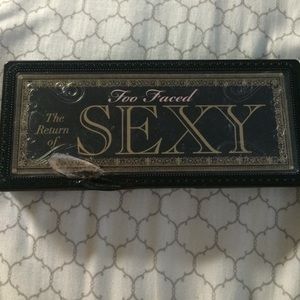 Too Faced
The
Return
of
SEXY